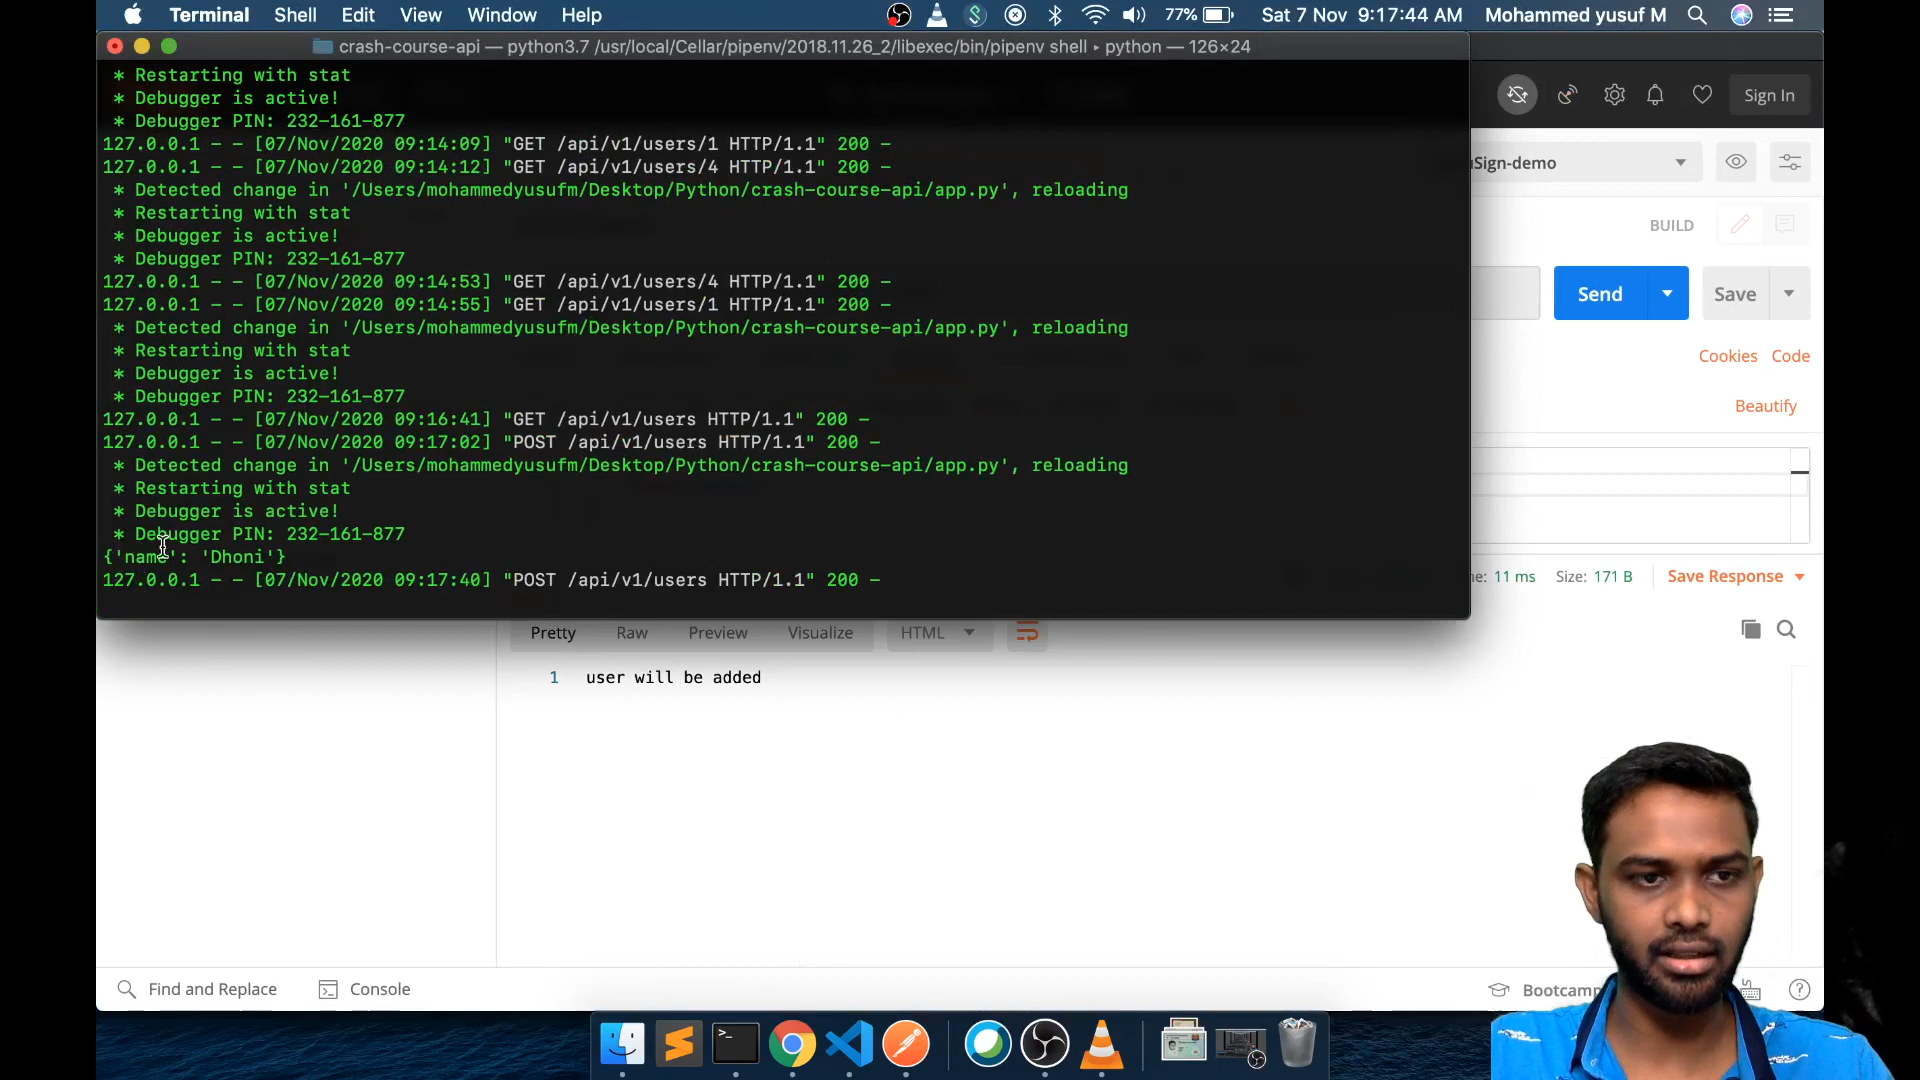 Terminal Shell Edit View Window Help 77% Sat 7 Nov 9:17:44 AM Mohammed yusuf M
crash-course-api — python3.7 /usr/local/Cellar/pipenv/2018.11.26_2/libexec/bin/pipenv shell ▸ python — 126×24
* Restarting with stat
* Debugger is active!
* Debugger PIN: 232-161-877
127.0.0.1 - - [07/Nov/2020 09:14:09] "GET /api/v1/users/1 HTTP/1.1" 200 -
127.0.0.1 - - [07/Nov/2020 09:14:12] "GET /api/v1/users/4 HTTP/1.1" 200 -
* Detected change in '/Users/mohammedyusufm/Desktop/Python/crash-course-api/app.py', reloading
* Restarting with stat
* Debugger is active!
* Debugger PIN: 232-161-877
127.0.0.1 - - [07/Nov/2020 09:14:53] "GET /api/v1/users/4 HTTP/1.1" 200 -
127.0.0.1 - - [07/Nov/2020 09:14:55] "GET /api/v1/users/1 HTTP/1.1" 200 -
* Detected change in '/Users/mohammedyusufm/Desktop/Python/crash-course-api/app.py', reloading
* Restarting with stat
* Debugger is active!
* Debugger PIN: 232-161-877
127.0.0.1 - - [07/Nov/2020 09:16:41] "GET /api/v1/users HTTP/1.1" 200 -
127.0.0.1 - - [07/Nov/2020 09:17:02] "POST /api/v1/users HTTP/1.1" 200 -
* Detected change in '/Users/mohammedyusufm/Desktop/Python/crash-course-api/app.py', reloading
* Restarting with stat
* Debugger is active!
* Debugger PIN: 232-161-877
{'name': 'Dhoni'}
127.0.0.1 - - [07/Nov/2020 09:17:40] "POST /api/v1/users HTTP/1.1" 200 -
Sign In
uSign-demo
BUILD
Send Save
Cookies Code
Beautify
e: 11 ms Size: 171 B Save Response
Pretty Raw Preview Visualize HTML
1 user will be added
Find and Replace Console Bootcamp